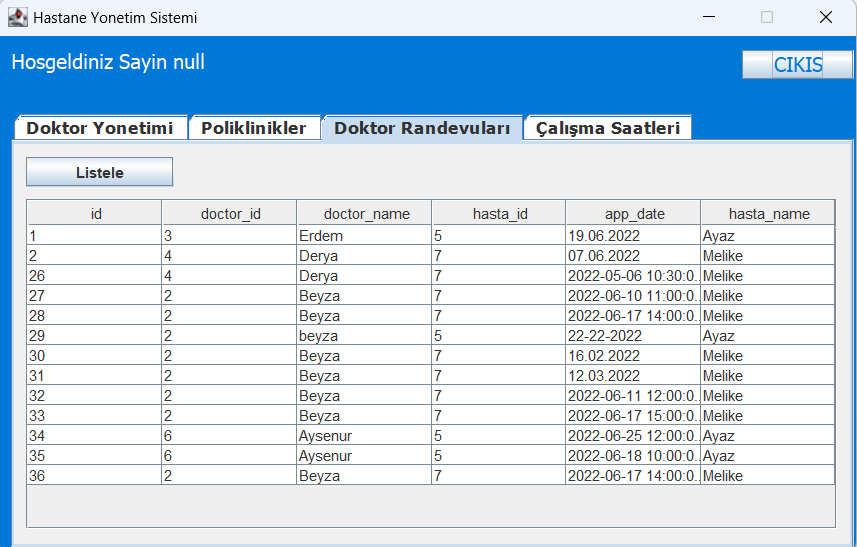 Hastane Yonetim Sistemi
Hosgeldiniz Sayin null
CIKIS
Doktor Yonetimi Poliklinikler Doktor Randevuları Çalışma Saatleri
Listele
id doctor_id doctor_name hasta_id app_date hasta_name
1 3 Erdem 5 19.06.2022 Ayaz
2 4 Derya 7 07.06.2022 Melike
26 4 Derya 7 2022-05-06 10:30:0... Melike
27 2 Beyza 7 2022-06-10 11:00:0... Melike
28 2 Beyza 7 2022-06-17 14:00:0... Melike
29 2 beyza 5 22-22-2022 Ayaz
30 2 Beyza 7 16.02.2022 Melike
31 2 Beyza 7 12.03.2022 Melike
32 2 Beyza 7 2022-06-11 12:00:0... Melike
33 2 Beyza 7 2022-06-17 15:00:0... Melike
34 6 Aysenur 5 2022-06-25 12:00:0... Ayaz
35 6 Aysenur 5 2022-06-18 10:00:0... Ayaz
36 2 Beyza 7 2022-06-17 14:00:0... Melike